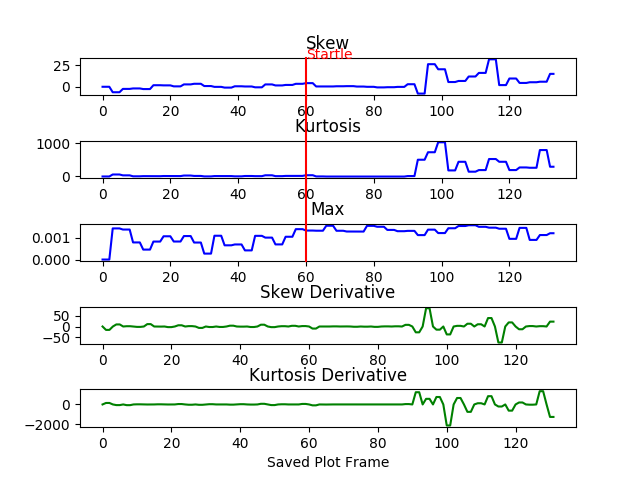 Skew
Startle
25
0
0 20 40 60 80 100 120
Kurtosis
1000
0
0 20 40 60 80 100 120
Max
0.001
0.000
0 20 40 60 80 100 120
Skew Derivative
50
0
−50
0 20 40 60 80 100 120
Kurtosis Derivative
0
−2000
0 20 40 60 80 100 120
Saved Plot Frame